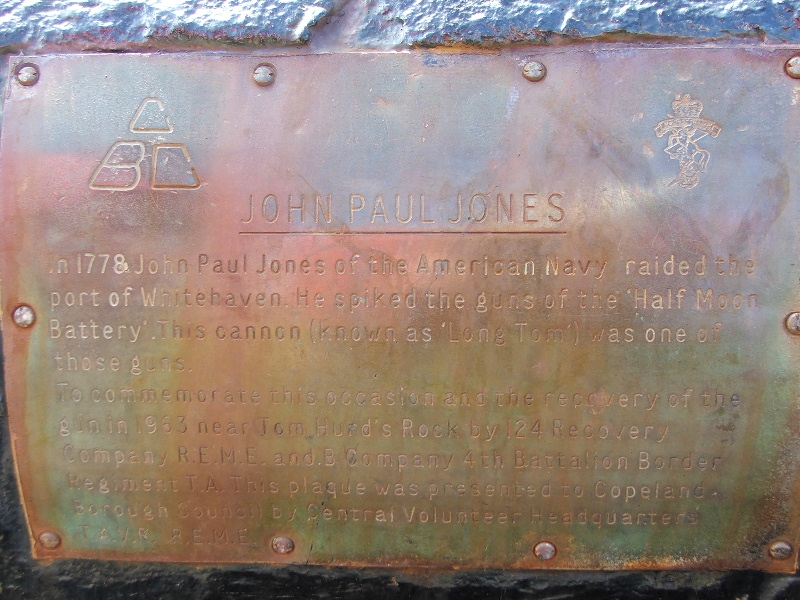 C
B C
JOHN PAUL JONES
In 1778 John Paul Jones of the American Navy raided the
port of Whitehaven. He spiked the guns of the 'Half Moon
Battery'. This cannon (known as 'Long Tom') was one of
those guns.
To commemorate this occasion and the recovery of the
gun in 1963 near Tom Hurd's Rock by 124 Recovery
Company R.E.M.E. and B Company 4th Battalion Border
Regiment T.A. This plaque was presented to Copeland
Borough Council by Central Volunteer Headquarters
T.A.V.R. R.E.M.E.